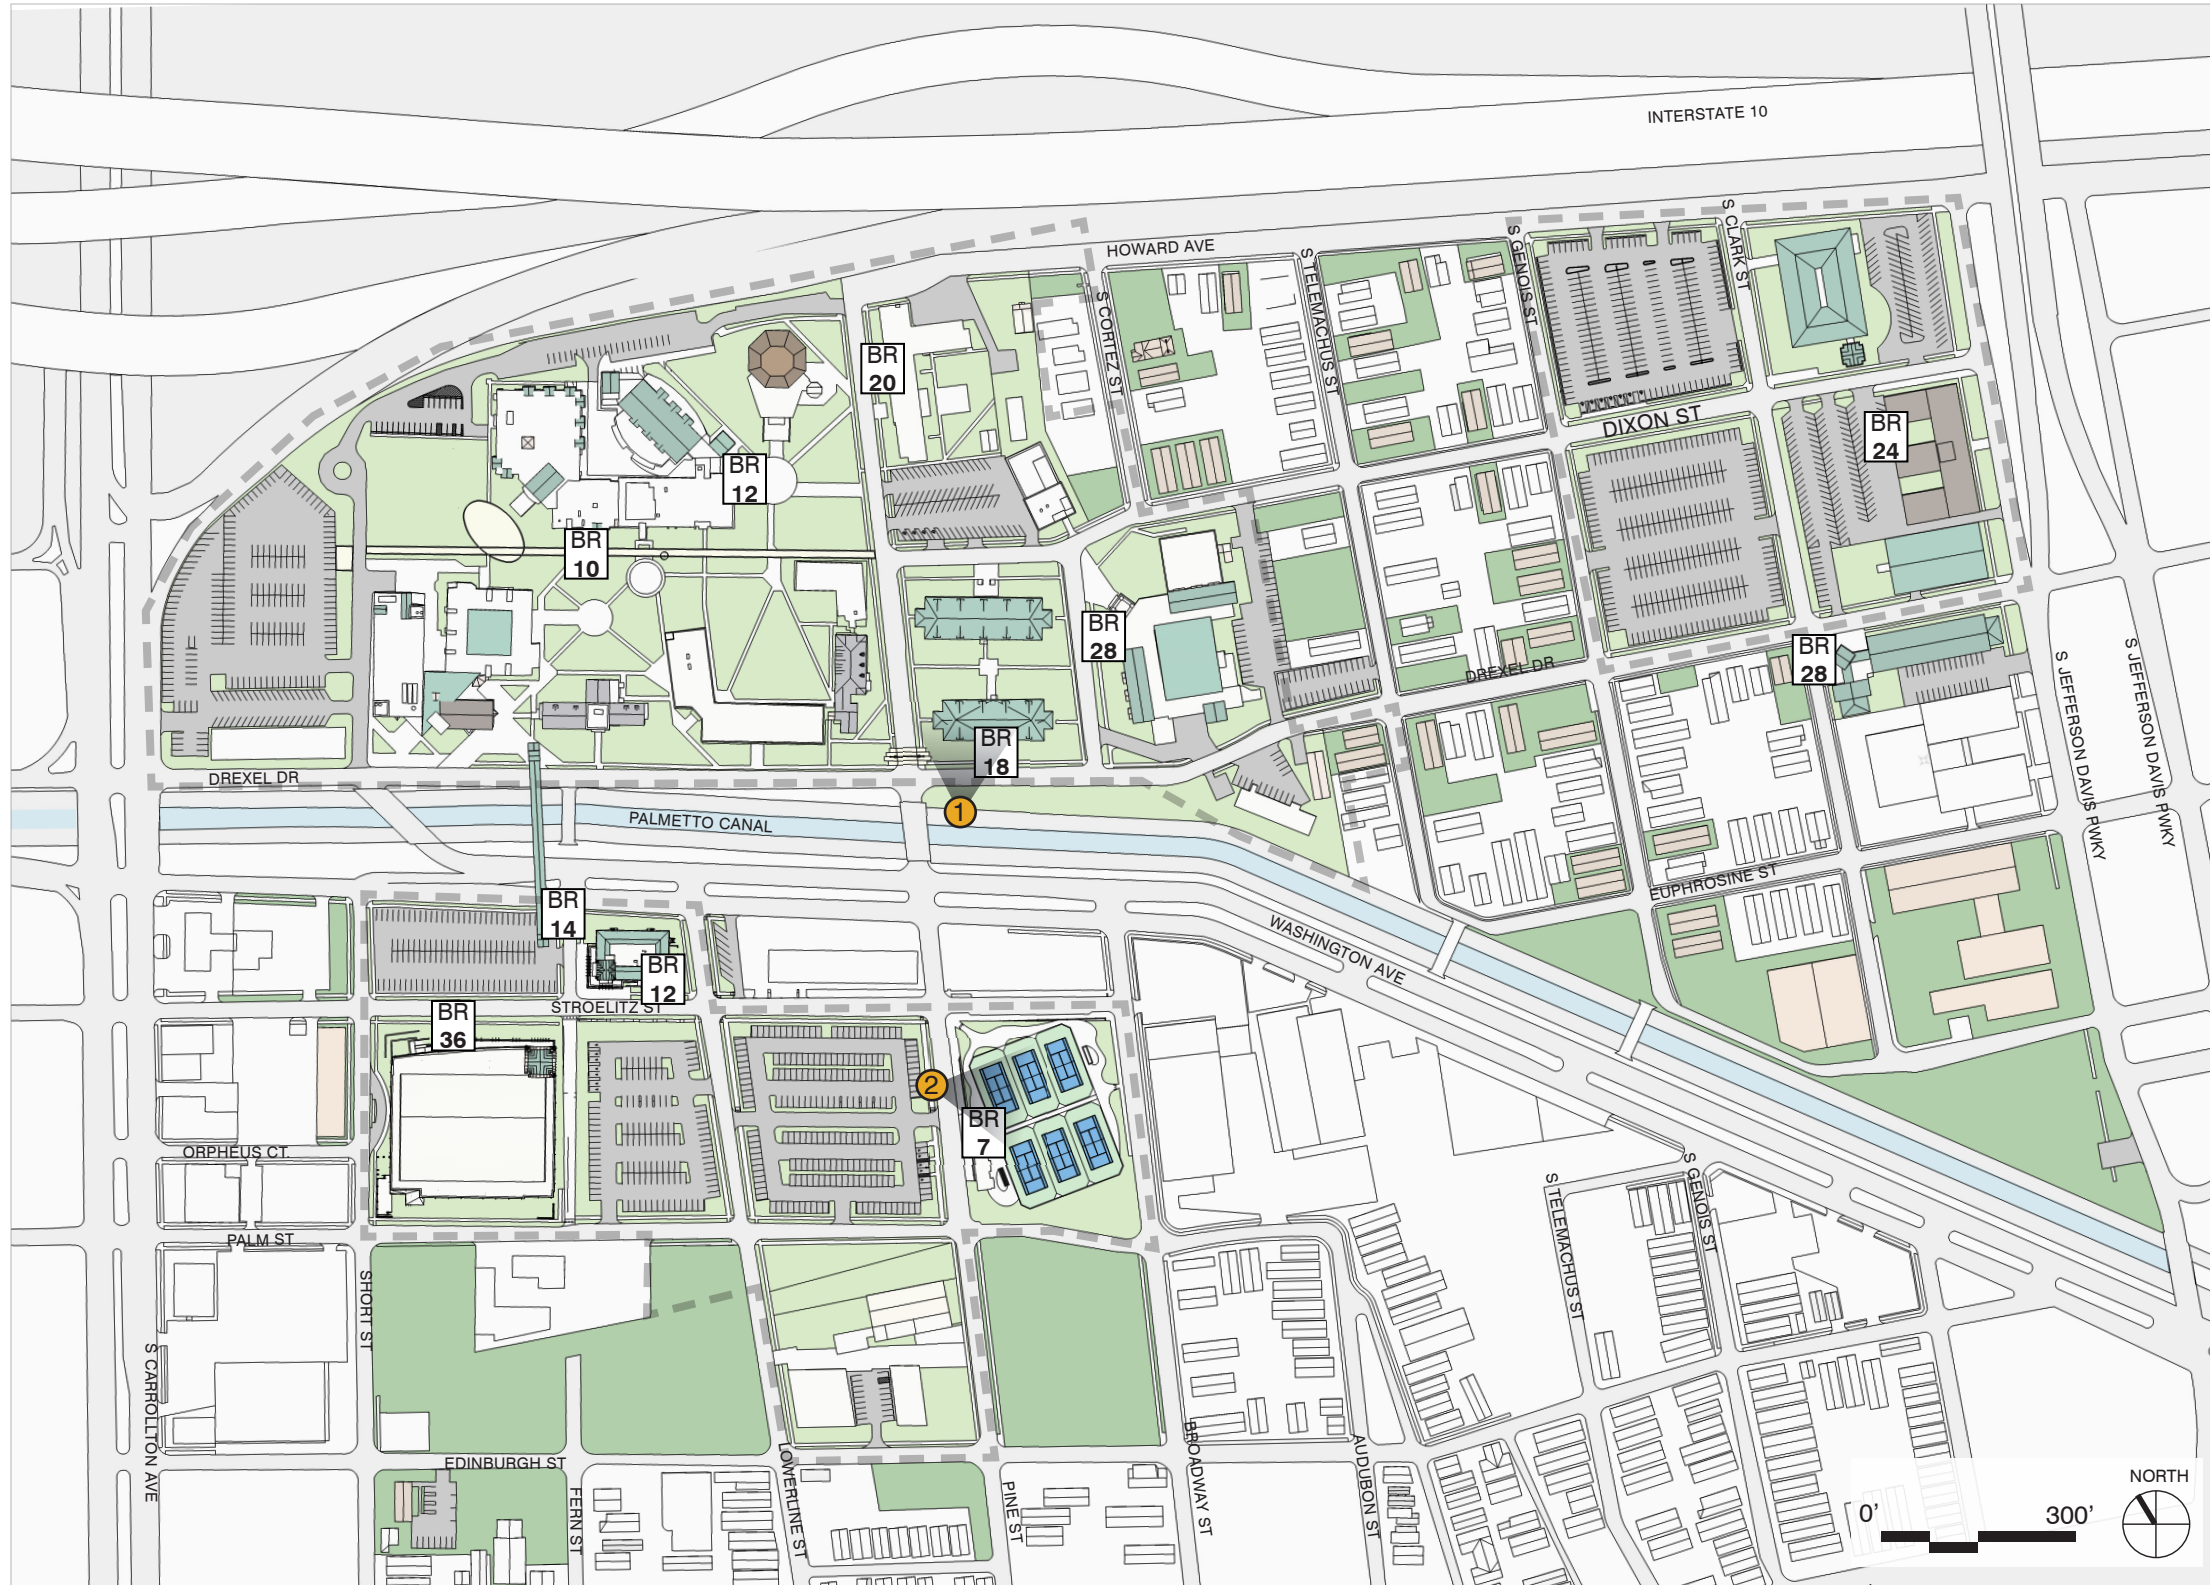 INTERSTATE 10
HOWARD AVE
S CORTEZ ST
S TELEMACHUS ST
S GENOIS ST
S CLARK ST
DIXON ST
BR
20
BR
24
BR
12
BR
10
BR
28
BR
28
DREXEL DR
BR
18
S JEFFERSON DAVIS PWKY
S JEFFERSON DAVIS PWKY
DREXEL DR
1
PALMETTO CANAL
EUPHROSINE ST
BR
14
WASHINGTON AVE
BR
12
STROELITZ ST
BR
36
2
BR
7
ORPHEUS CT.
PALM ST
SHORT ST
S CARROLLTON AVE
S TELEMACHUS ST
S GENOIS ST
EDINBURGH ST
FERN ST
LOWERLINE ST
PINE ST
BROADWAY ST
AUDUBON ST
NORTH
0’
300’